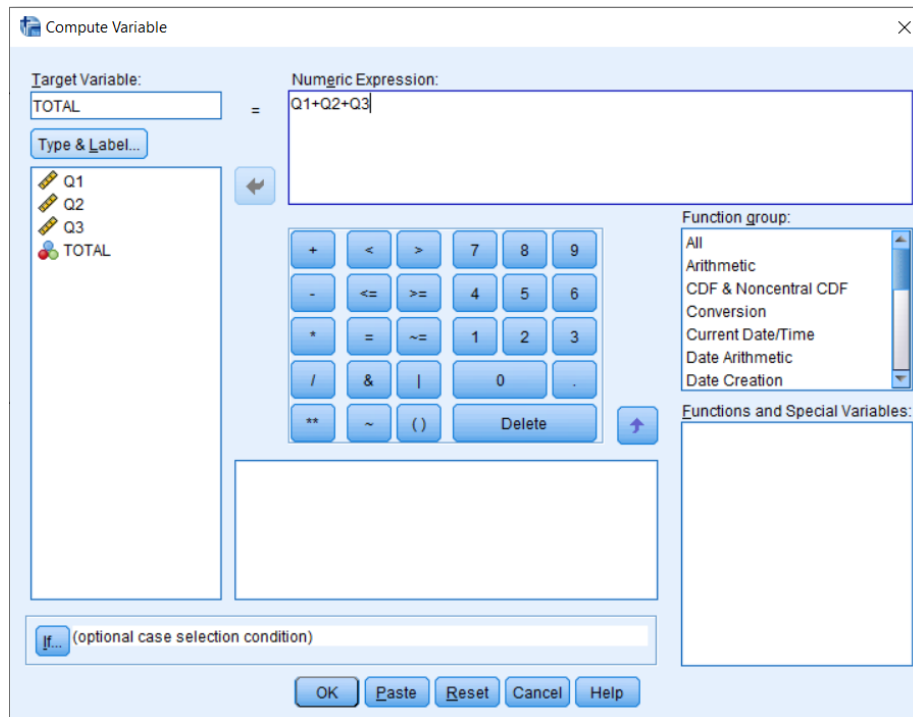 Compute Variable
Target Variable:
TOTAL
=
Numeric Expression:
Q1+Q2+Q3
Type & Label...
Q1
Q2
Q3
TOTAL
+ < > 7 8 9
- <= >= 4 5 6
* = ~= 1 2 3
/ & | 0 .
** ~ ( ) Delete
Function group:
All
Arithmetic
CDF & Noncentral CDF
Conversion
Current Date/Time
Date Arithmetic
Date Creation
Functions and Special Variables:
If... (optional case selection condition)
OK Paste Reset Cancel Help